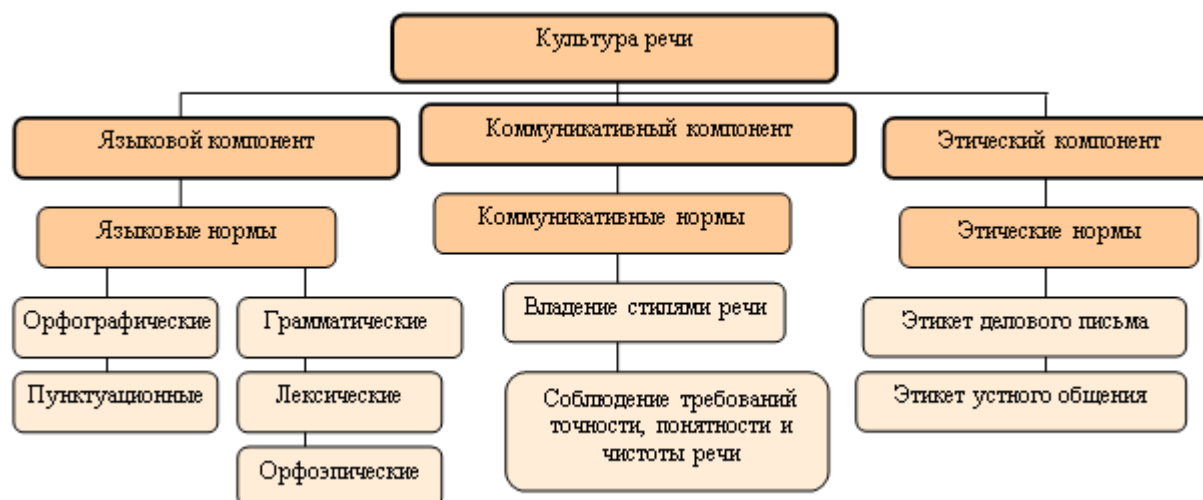 Культура речи
Языковой компонент
Коммуникативный компонент
Этический компонент
Языковые нормы
Коммуникативные нормы
Этические нормы
Орфографические
Грамматические
Владение стилями речи
Этикет делового письма
Пунктуационные
Лексические
Соблюдение требований
точности, понятности и
чистоты речи
Этикет устного общения
Орфоэпические